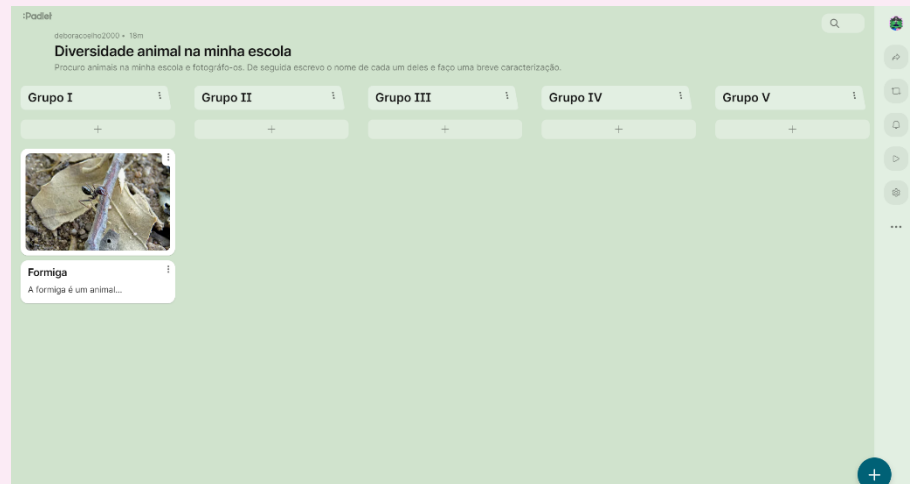 :Padlet
deboracoelho2000 • 18m
Diversidade animal na minha escola
Procuro animais na minha escola e fotográfo-os. De seguida escrevo o nome de cada um deles e faço uma breve caracterização.
Grupo I
Grupo II
Grupo III
Grupo IV
Grupo V
Formiga
A formiga é um animal...